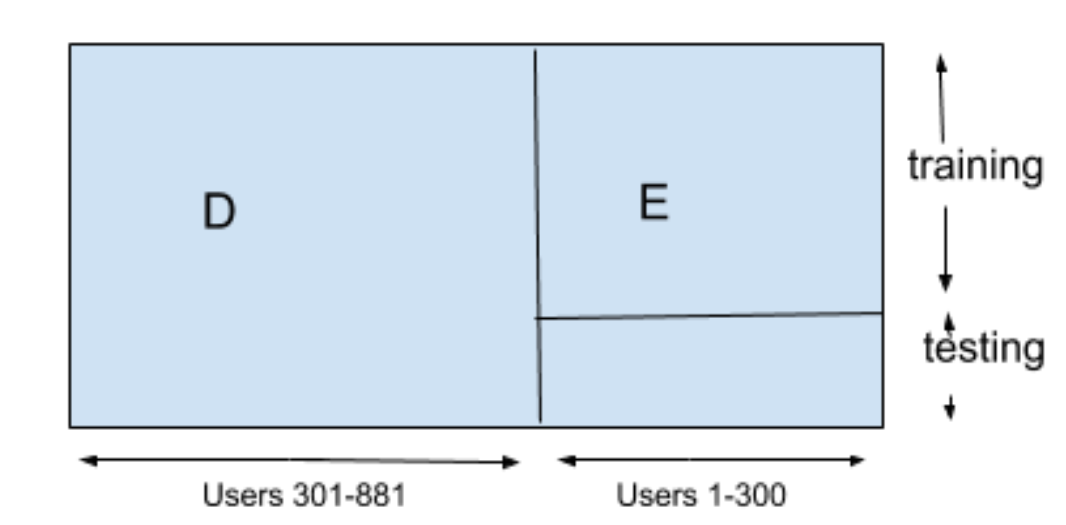 D
E
training
testing
Users 301-881
Users 1-300